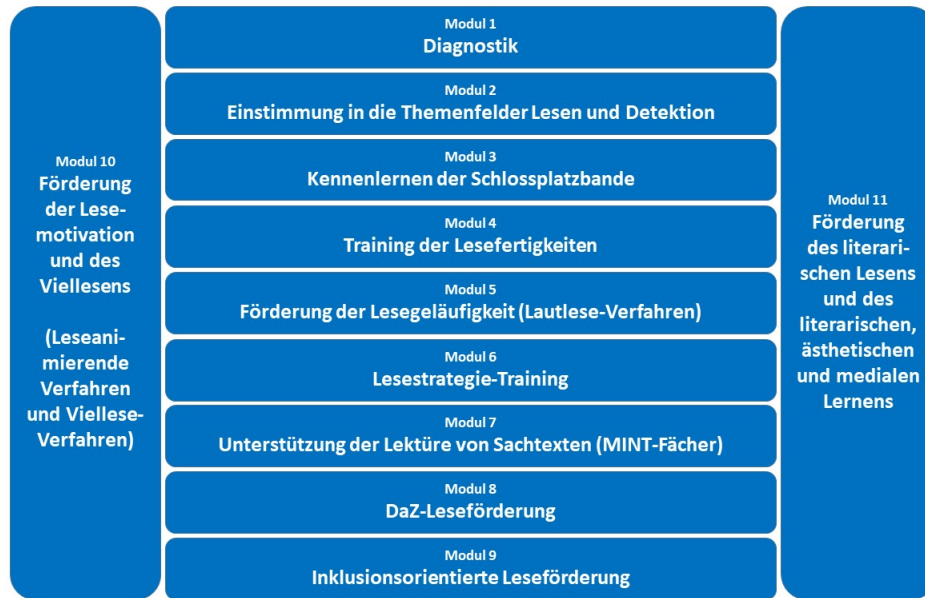 Modul 1
Diagnostik
Modul 2
Einstimmung in die Themenfelder Lesen und Detektion
Modul 3
Kennenlernen der Schlossplatzbande
Modul 4
Training der Lesefertigkeiten
Modul 5
Förderung der Lesegeläufigkeit (Lautlese-Verfahren)
Modul 6
Lesestrategie-Training
Modul 7
Unterstützung der Lektüre von Sachtexten (MINT-Fächer)
Modul 8
DaZ-Leseförderung
Modul 9
Inklusionsorientierte Leseförderung
Modul 10
Förderung
der Lese-
motivation
und des
Viellesens
(Leseani-
mierende
Verfahren
und Viellese-
Verfahren)
Modul 11
Förderung
des literari-
schen Lesens
und des
literarischen,
ästhetischen
und medialen
Lernens